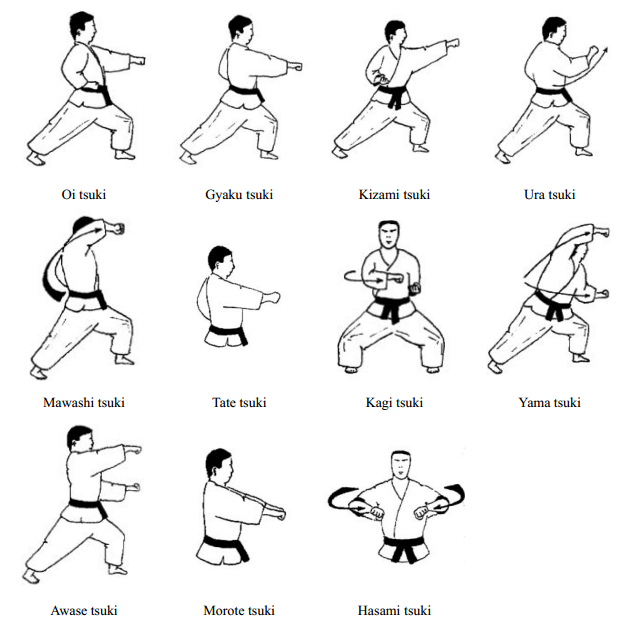 Oi tsuki
Gyaku tsuki
Kizami tsuki
Ura tsuki
Mawashi tsuki
Tate tsuki
Kagi tsuki
Yama tsuki
Awase tsuki
Morote tsuki
Hasami tsuki